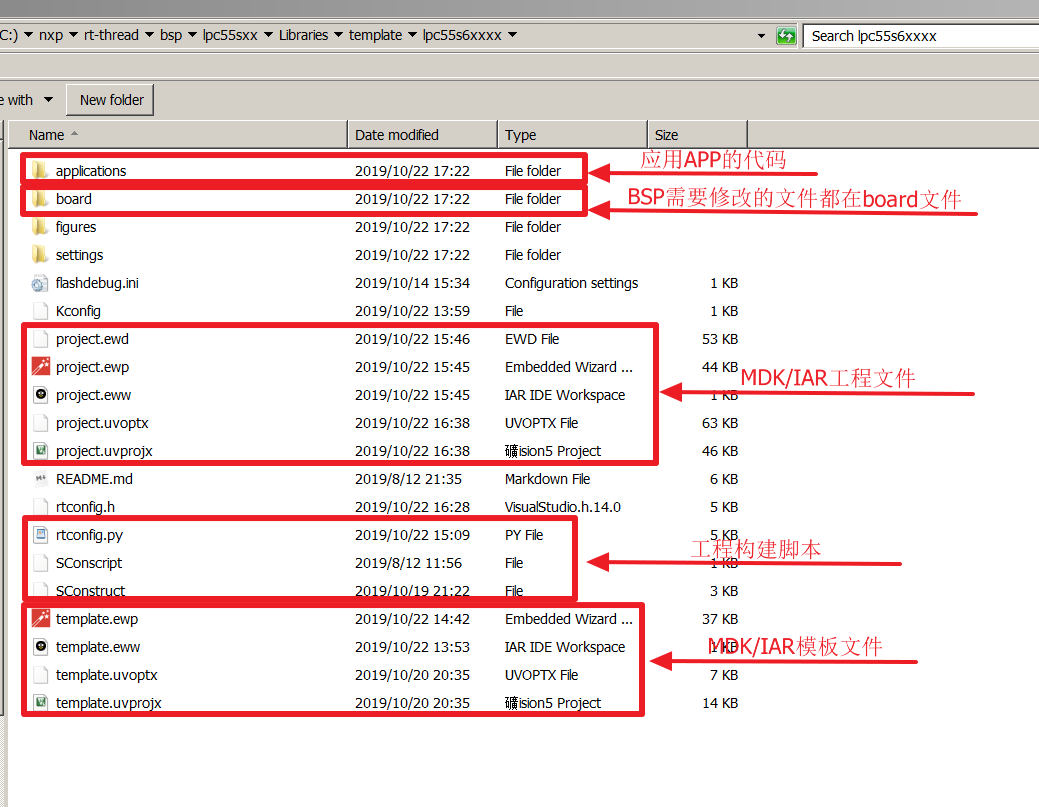 C:) nxp rt-thread bsp lpc55sxx Libraries template lpc55s6xxxx Search lpc55s6xxxx
e with New folder
Name Date modified Type Size
applications 2019/10/22 17:22 File folder 应用APP的代码
board 2019/10/22 17:22 File folder BSP需要修改的文件都在board文件
figures 2019/10/22 17:22 File folder
settings 2019/10/22 17:22 File folder
flashdebug.ini 2019/10/14 15:34 Configuration settings 1 KB
Kconfig 2019/10/22 13:59 File 1 KB
project.ewd 2019/10/22 15:46 EWD File 53 KB
project.ewp 2019/10/22 15:45 Embedded Wizard ... 44 KB MDK/IAR工程文件
project.eww 2019/10/22 15:45 IAR IDE Workspace 1 KB
project.uvoptx 2019/10/22 16:38 UVOPTX File 63 KB
project.uvprojx 2019/10/22 16:38 礦ision5 Project 46 KB
README.md 2019/8/12 21:35 Markdown File 6 KB
rtconfig.h 2019/10/22 16:28 VisualStudio.h.14.0 5 KB
rtconfig.py 2019/10/22 15:09 PY File 5 KB 工程构建脚本
SConscript 2019/8/12 11:56 File 1 KB
SConstruct 2019/10/19 21:22 File 3 KB
template.ewp 2019/10/22 14:42 Embedded Wizard ... 37 KB
template.eww 2019/10/22 13:53 IAR IDE Workspace 1 KB MDK/IAR模板文件
template.uvoptx 2019/10/20 20:35 UVOPTX File 7 KB
template.uvprojx 2019/10/20 20:35 礦ision5 Project 14 KB